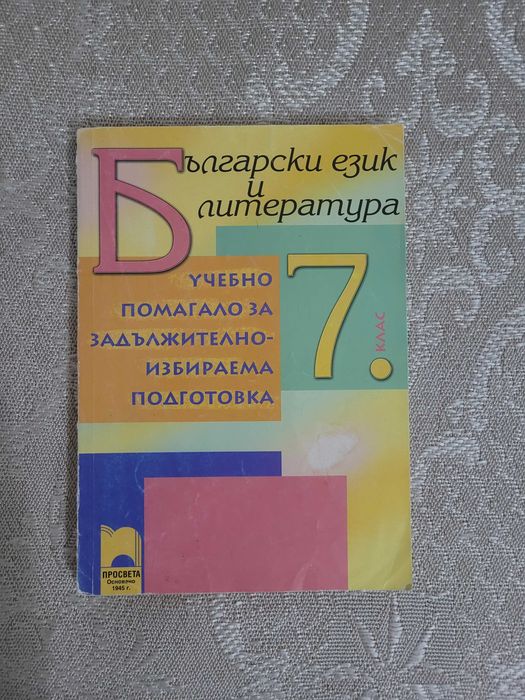 Български език
и
литература
7.
клас
УЧЕБНО
ПОМАГАЛО ЗА
ЗАДЪЛЖИТЕЛНО-
ИЗБИРАЕМА
ПОДГОТОВКА
ПРОСВЕТА
Основано
1945 г.